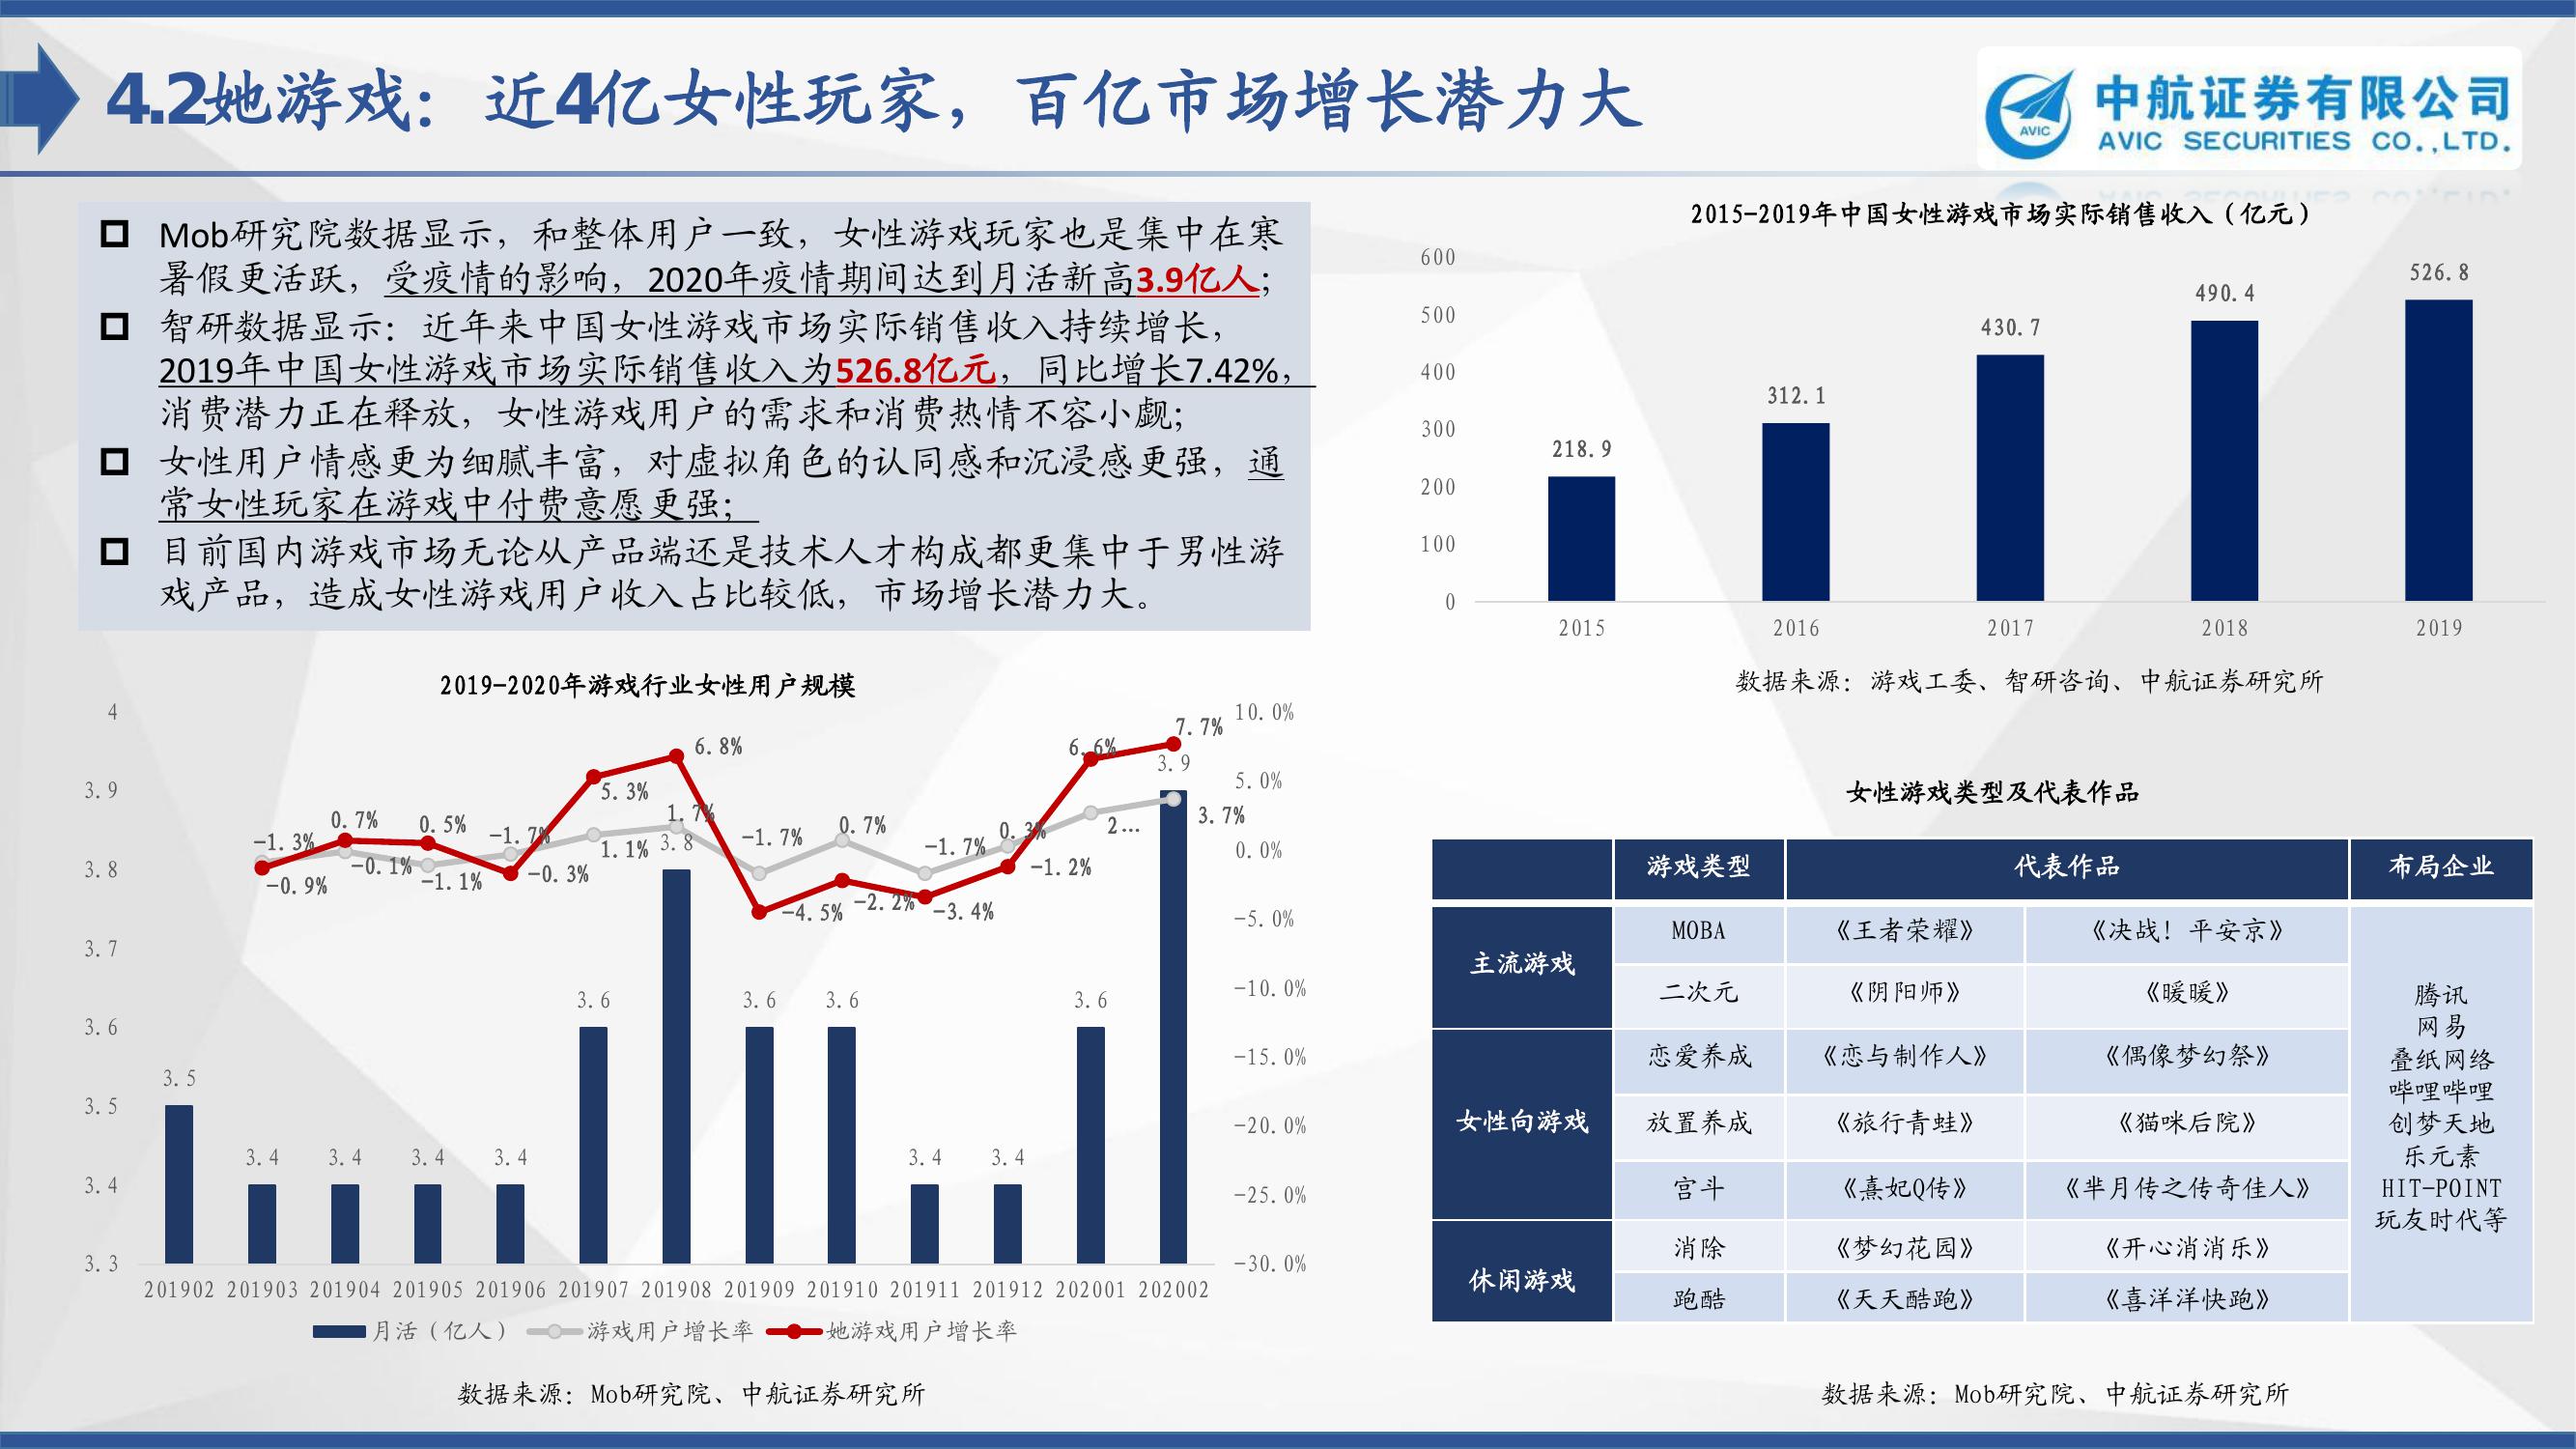 4.2她游戏：近4亿女性玩家，百亿市场增长潜力大
AVIC
中航证券有限公司
AVIC SECURITIES CO.,LTD.
Mob研究院数据显示，和整体用户一致，女性游戏玩家也是集中在寒
暑假更活跃，受疫情的影响，2020年疫情期间达到月活新高3.9亿人；
智研数据显示：近年来中国女性游戏市场实际销售收入持续增长，
2019年中国女性游戏市场实际销售收入为526.8亿元，同比增长7.42%，
消费潜力正在释放，女性游戏用户的需求和消费热情不容小觑；
女性用户情感更为细腻丰富，对虚拟角色的认同感和沉浸感更强，通
常女性玩家在游戏中付费意愿更强；
目前国内游戏市场无论从产品端还是技术人才构成都更集中于男性游
戏产品，造成女性游戏用户收入占比较低，市场增长潜力大。
2015-2019年中国女性游戏市场实际销售收入（亿元）
600
500
400
300
200
100
0
218.9
312.1
430.7
490.4
526.8
2015 2016 2017 2018 2019
数据来源：游戏工委、智研咨询、中航证券研究所
2019-2020年游戏行业女性用户规模
4
3.9
3.8
3.7
3.6
3.5
3.4
3.3
10.0%
5.0%
0.0%
-5.0%
-10.0%
-15.0%
-20.0%
-25.0%
-30.0%
3.5 3.4 3.4 3.4 3.4 3.6 3.8 3.6 3.6 3.4 3.4 3.6 3.9
-1.3% 0.7% 0.5% -1.7% 5.3% 6.8% -1.7% 0.7% -1.7% 0.3% 6.6% 7.7%
-0.9% -0.1% -1.1% -0.3% 1.1% 1.7% -4.5% -2.2% -3.4% -1.2% 2... 3.7%
201902 201903 201904 201905 201906 201907 201908 201909 201910 201911 201912 202001 202002
月活（亿人） 游戏用户增长率 她游戏用户增长率
数据来源：Mob研究院、中航证券研究所
女性游戏类型及代表作品
游戏类型 代表作品 布局企业
主流游戏
MOBA 《王者荣耀》 《决战！平安京》
二次元 《阴阳师》 《暖暖》
女性向游戏
恋爱养成 《恋与制作人》 《偶像梦幻祭》
放置养成 《旅行青蛙》 《猫咪后院》
宫斗 《熹妃Q传》 《芈月传之传奇佳人》
休闲游戏
消除 《梦幻花园》 《开心消消乐》
跑酷 《天天酷跑》 《喜洋洋快跑》
腾讯
网易
叠纸网络
哔哩哔哩
创梦天地
乐元素
HIT-POINT
玩友时代等
数据来源：Mob研究院、中航证券研究所